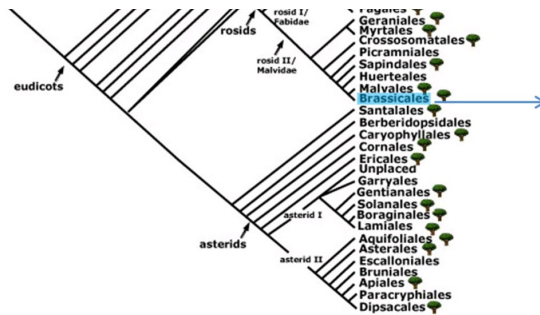 Fagales
rosid I/
Fabidae
Geraniales
Myrtales
rosids
Crossosomatales
Picramniales
rosid II/
Malvidae
Sapindales
Huerteales
eudicots
Malvales
Brassicales
Santalales
Berberidopsidales
Caryophyllales
Cornales
Ericales
Unplaced
Garryales
Gentianales
Solanales
asterid I
Boraginales
Lamiales
Aquifoliales
asterids
Asterales
asterid II
Escalloniales
Bruniales
Apiales
Paracryphiales
Dipsacales